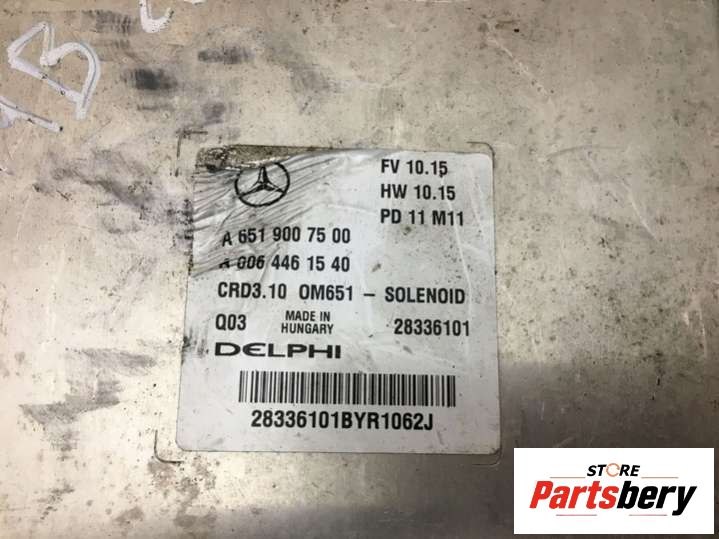 FV 10.15
HW 10.15
PD 11 M11
A 651 900 75 00
A 006 446 15 40
CRD3.10 OM651 – SOLENOID
Q03 MADE IN HUNGARY 28336101
DELPHI
28336101BYR1062J
STORE
Partsbery